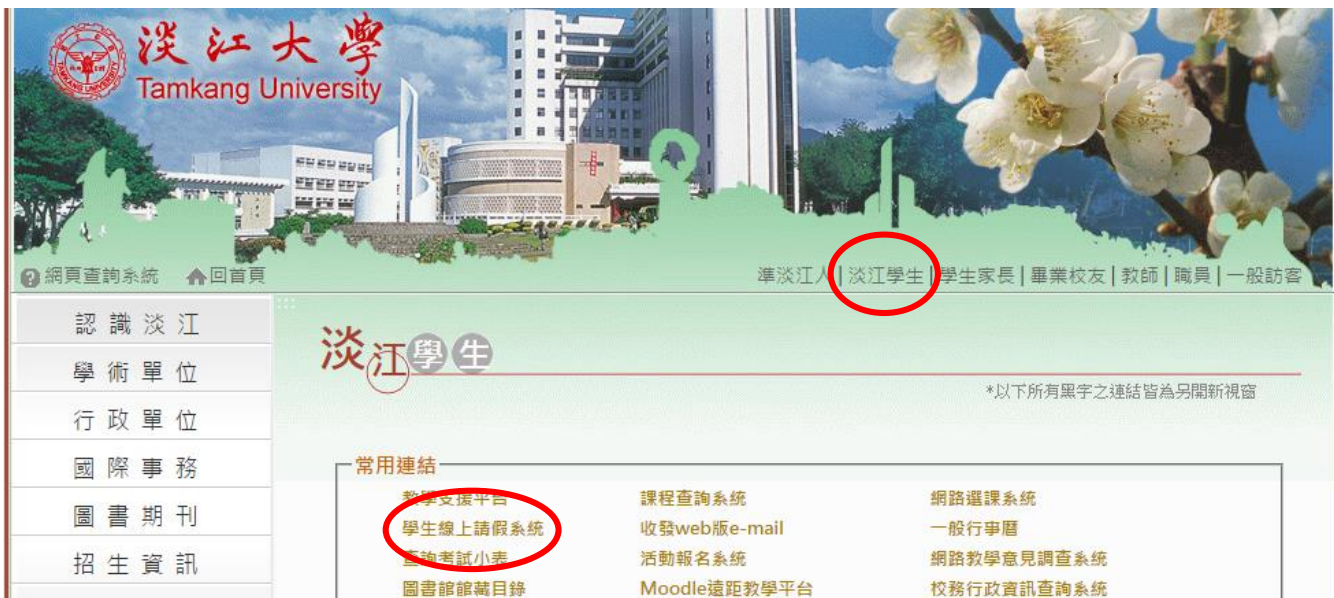 淡江大學
Tamkang University
網頁查詢系統 回首頁
準淡江人|淡江學生|學生家長|畢業校友|教師|職員|一般訪客
認識淡江
學術單位
行政單位
國際事務
圖書期刊
招生資訊
淡江學生
*以下所有黑字之連結皆為另開新視窗
常用連結
教學支援平台 課程查詢系統 網路選課系統
學生線上請假系統 收發web版e-mail 一般行事曆
查詢考試小表 活動報名系統 網路教學意見調查系統
圖書館館藏目錄 Moodle遠距教學平台 校務行政資訊查詢系統